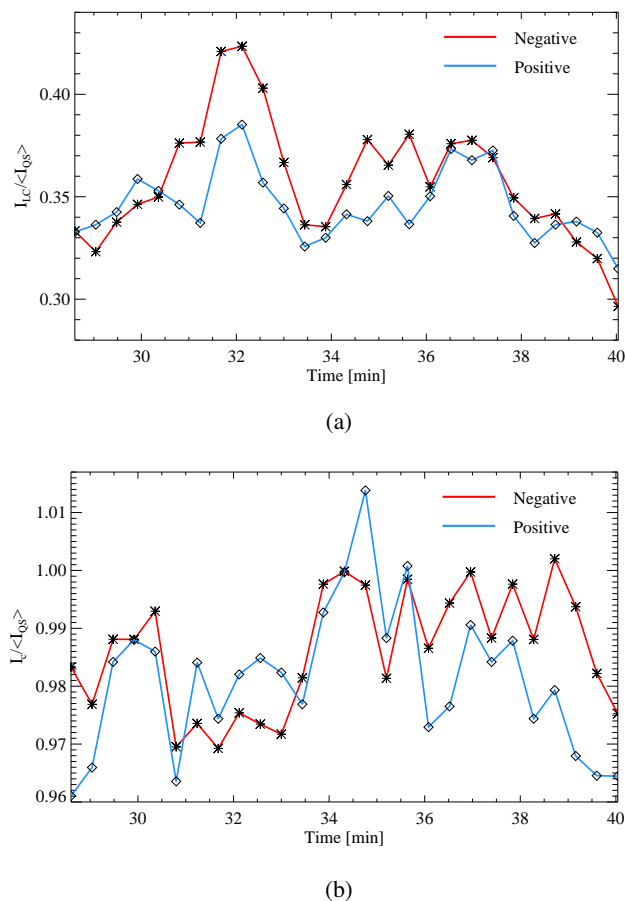 Negative
Positive
0.40
0.35
0.30
I_LC/<I_QS>
30 32 34 36 38 40
Time [min]
(a)
Negative
Positive
1.01
1.00
0.99
0.98
0.97
0.96
I_c/<I_QS>
30 32 34 36 38 40
Time [min]
(b)